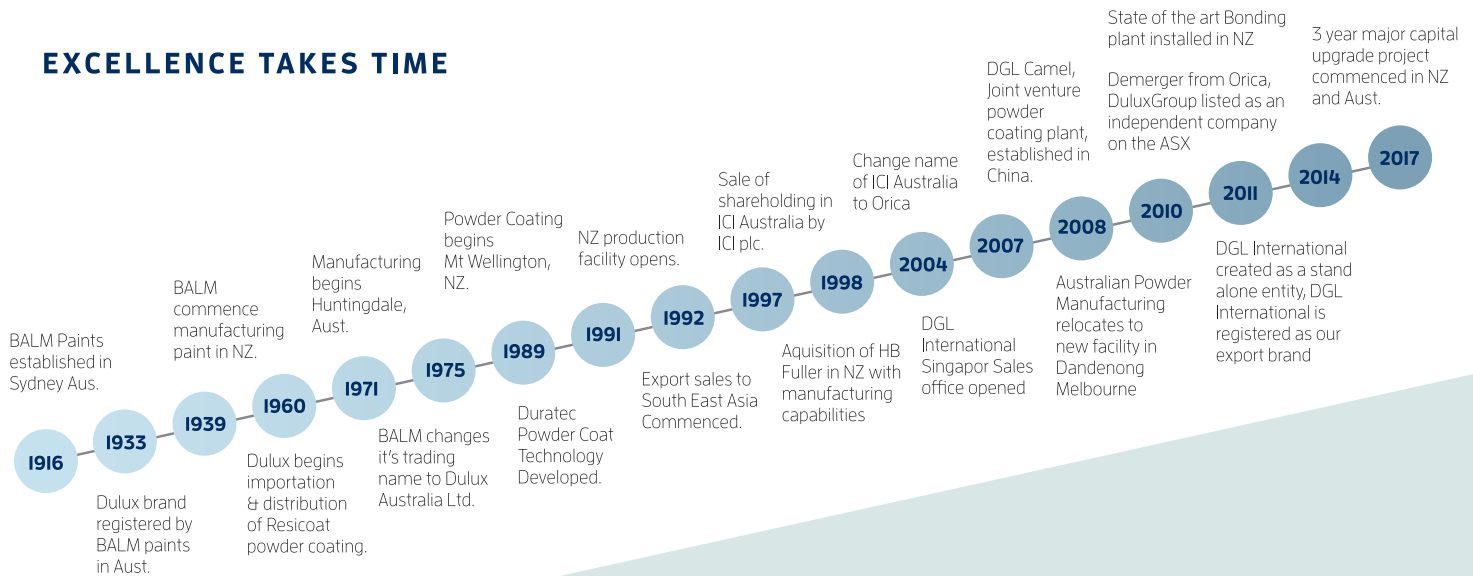 EXCELLENCE TAKES TIME
BALM Paints
established in
Sydney Aus.
1916
1933
Dulux brand
registered by
BALM paints
in Aust.
BALM
commence
manufacturing
paint in NZ.
1939
1960
Dulux begins
importation
& distribution
of Resicoat
powder coating.
Manufacturing
begins
Huntingdale,
Aust.
1971
1975
BALM changes
it's trading
name to Dulux
Australia Ltd.
Powder Coating
begins
Mt Wellington,
NZ.
1989
Duratec
Powder Coat
Technology
Developed.
NZ production
facility opens.
1991
1992
Export sales to
South East Asia
Commenced.
Sale of
shareholding in
ICI Australia by
ICI plc.
1997
1998
Aquisition of HB
Fuller in NZ with
manufacturing
capabilities
Change name
of ICI Australia
to Orica
2004
DGL
International
Singapor Sales
office opened
DGL Camel,
Joint venture
powder
coating plant,
established in
China.
2007
2008
Australian Powder
Manufacturing
relocates to
new facility in
Dandenong
Melbourne
State of the art Bonding
plant installed in NZ
Demerger from Orica,
DuluxGroup listed as an
independent company
on the ASX
2010
2011
DGL International
created as a stand
alone entity, DGL
International is
registered as our
export brand
2014
3 year major capital
upgrade project
commenced in NZ
and Aust.
2017